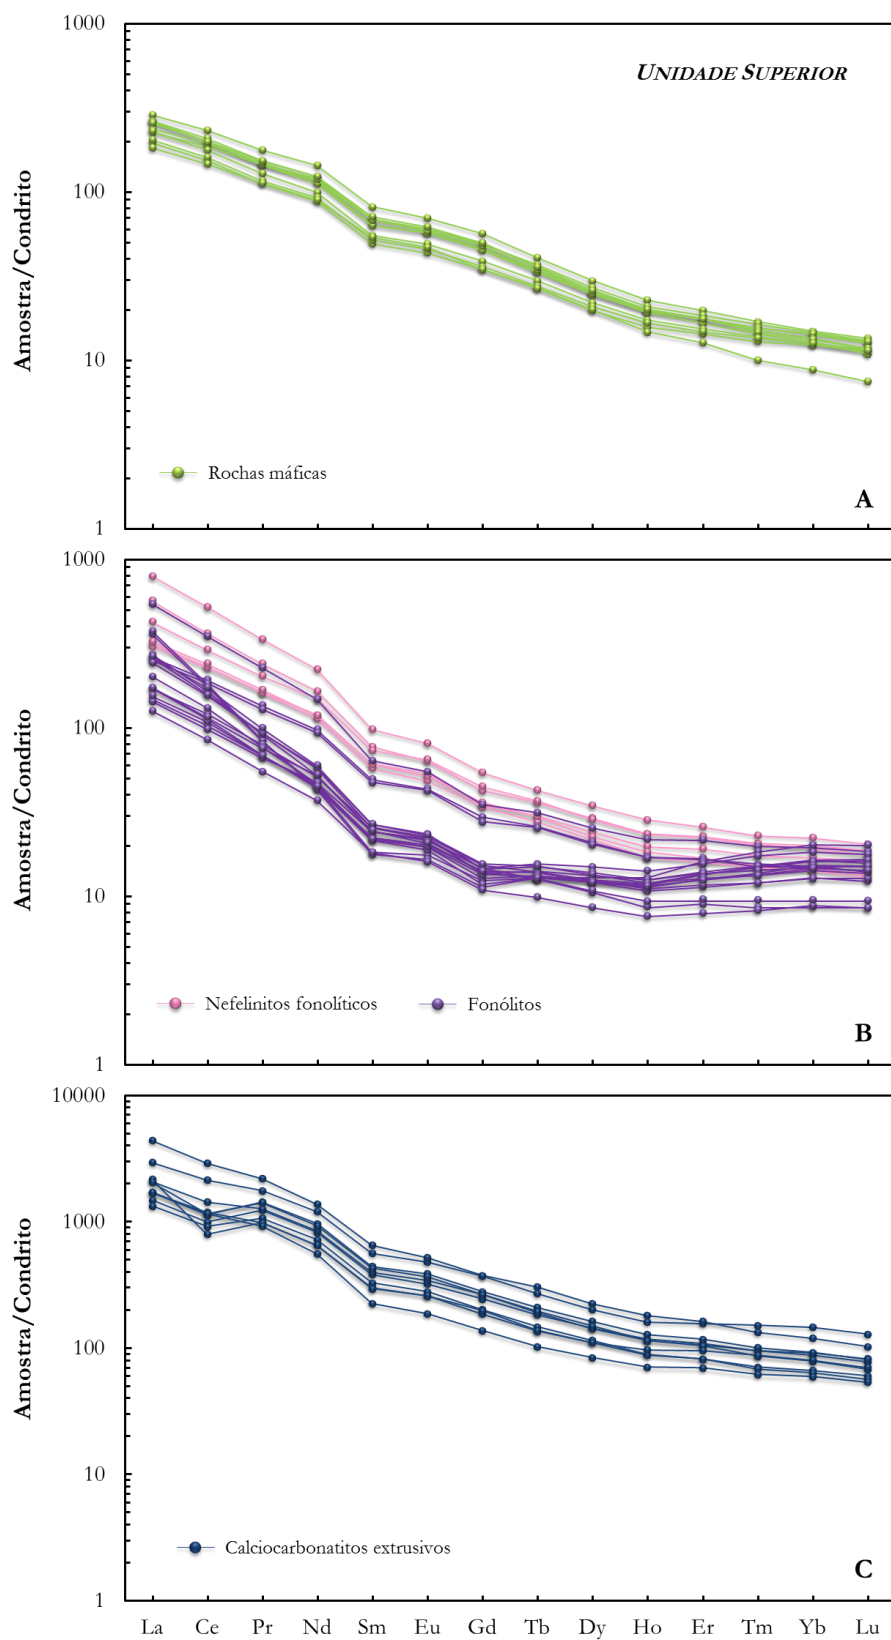 UNIDADE SUPERIOR
1000
100
10
1
Amostra/Condrito
Rochas máficas
A
1000
100
10
1
Amostra/Condrito
Nefelinitos fonolíticos Fonólitos
B
10000
1000
100
10
1
Amostra/Condrito
Calciocarbonatitos extrusivos
C
La Ce Pr Nd Sm Eu Gd Tb Dy Ho Er Tm Yb Lu